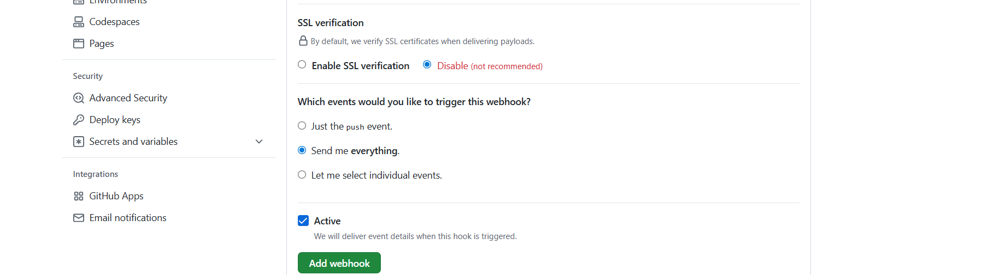 Environments
Codespaces
Pages
Security
Advanced Security
Deploy keys
Secrets and variables
Integrations
GitHub Apps
Email notifications
SSL verification
By default, we verify SSL certificates when delivering payloads.
Enable SSL verification Disable (not recommended)
Which events would you like to trigger this webhook?
Just the push event.
Send me everything.
Let me select individual events.
Active
We will deliver event details when this hook is triggered.
Add webhook